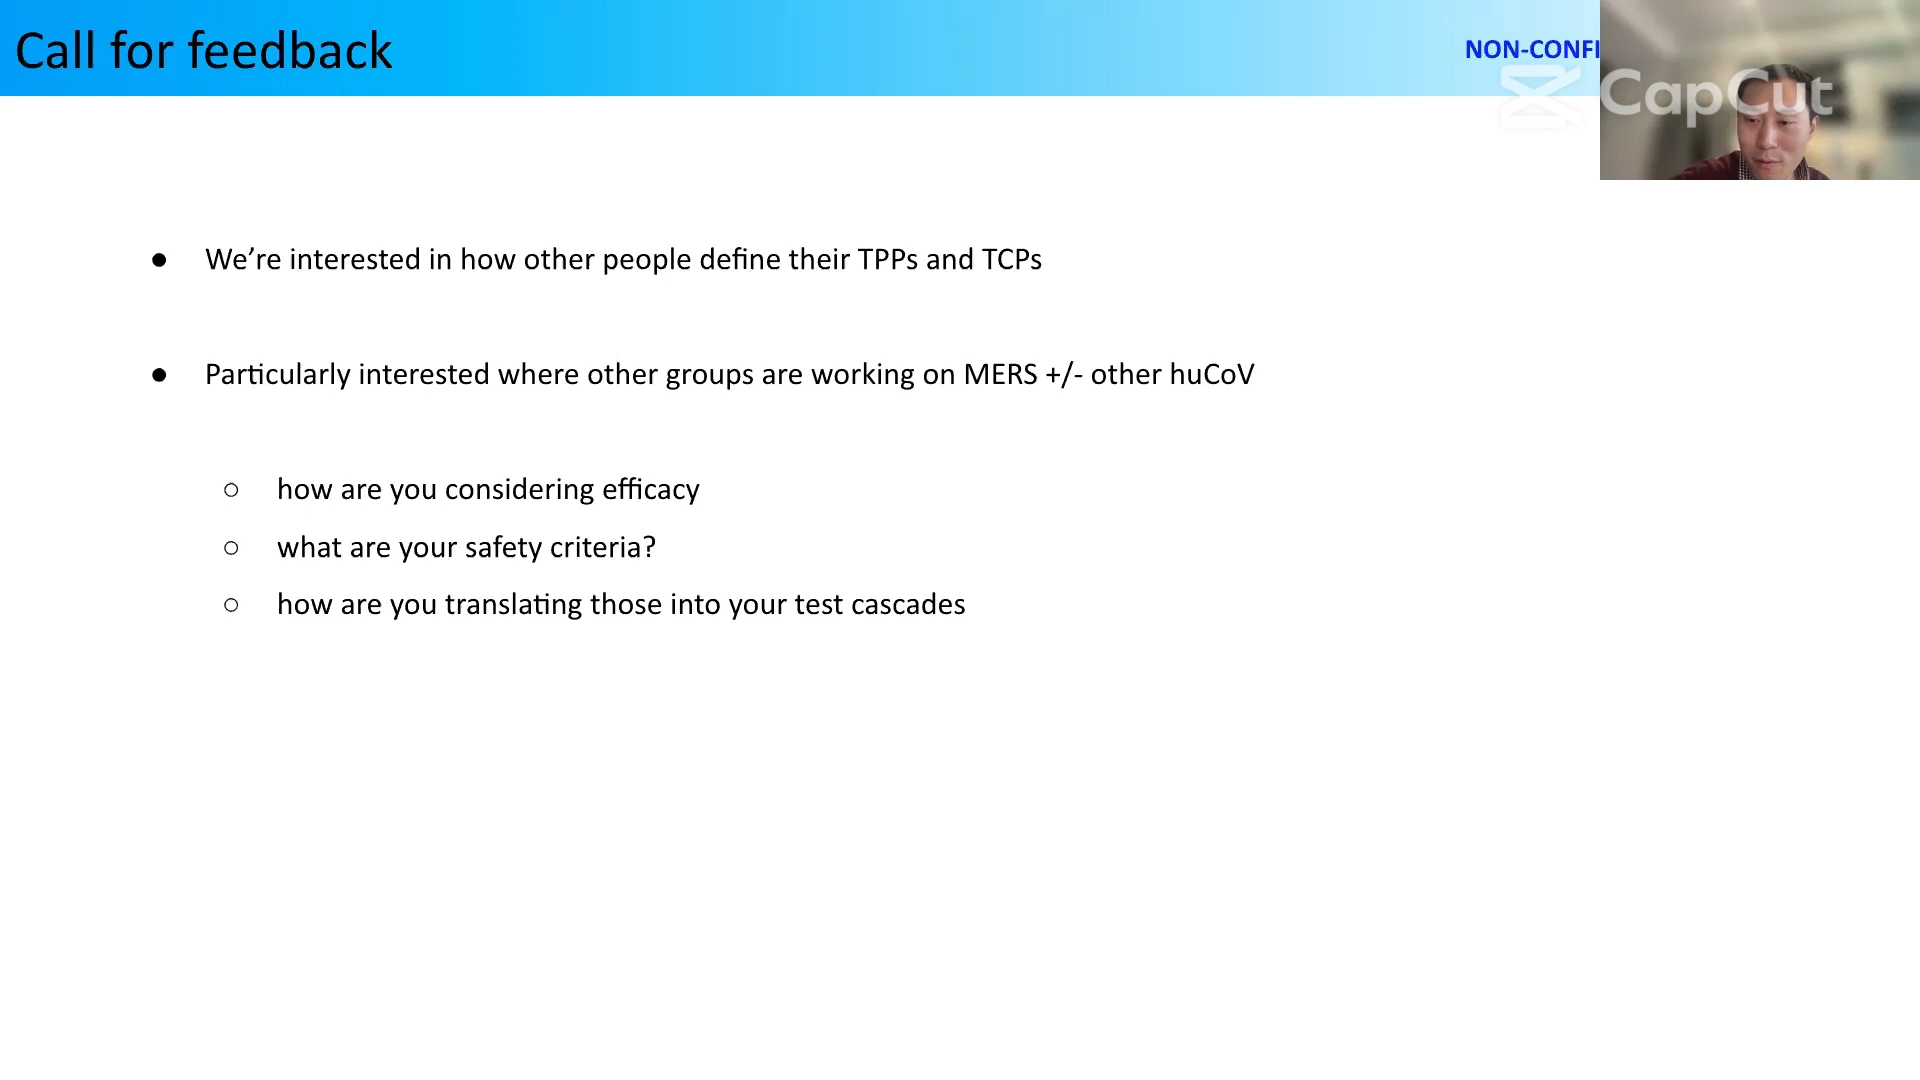 Call for feedback
NON-CONFI
CapCut
● We’re interested in how other people define their TPPs and TCPs
● Particularly interested where other groups are working on MERS +/- other huCoV
○ how are you considering efficacy
○ what are your safety criteria?
○ how are you translating those into your test cascades